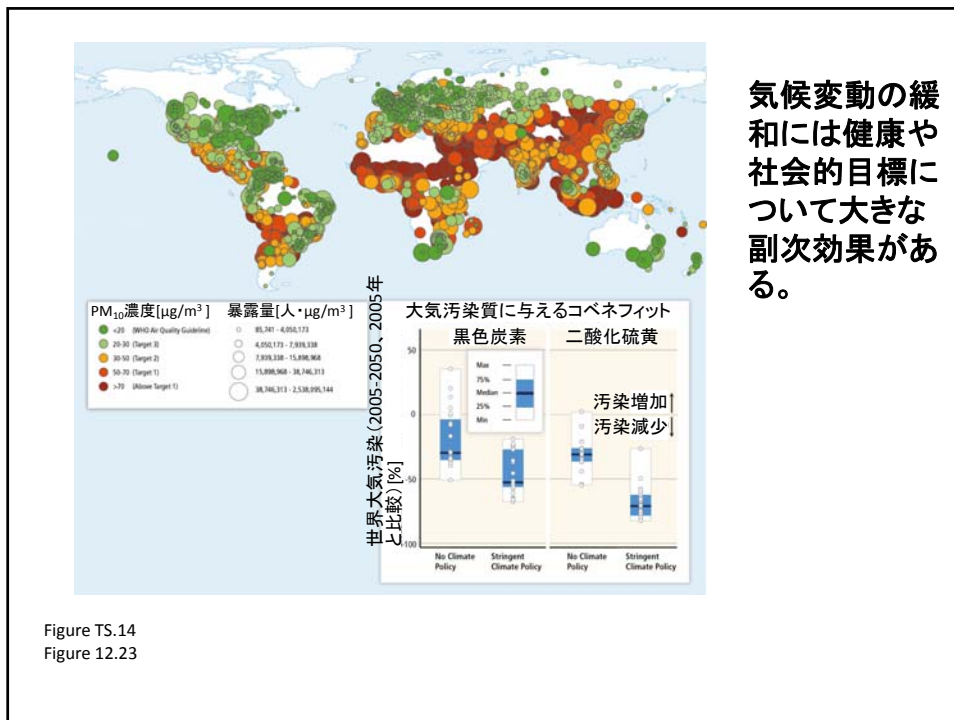 気候変動の緩
和には健康や
社会的目標に
ついて大きな
副次効果があ
る。
PM10濃度[µg/m³ ]
<20 (WHO Air Quality Guideline)
20-30 (Target 3)
30-50 (Target 2)
50-70 (Target 1)
>70 (Above Target 1)
暴露量[人・µg/m³ ]
85,741 - 4,050,173
4,050,173 - 7,939,338
7,939,338 - 15,898,968
15,898,968 - 38,746,313
38,746,313 - 2,538,095,144
世界大気汚染(2005-2050、2005年
と比較)[%]
大気汚染質に与えるコベネフィット
黒色炭素
二酸化硫黄
50
0
-50
-100
Max
75%
Median
25%
Min
汚染増加↑
汚染減少↓
No Climate
Policy
Stringent
Climate Policy
No Climate
Policy
Stringent
Climate Policy
Figure TS.14
Figure 12.23